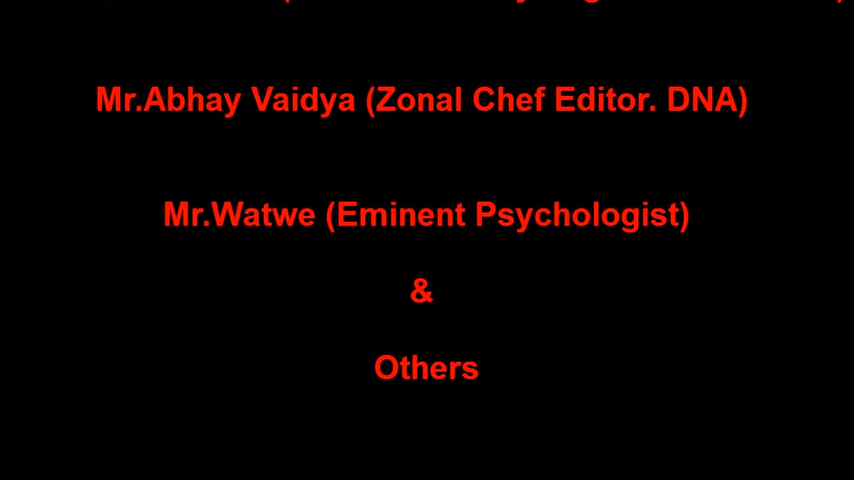 Mr.Abhay Vaidya (Zonal Chef Editor. DNA)
Mr.Watwe (Eminent Psychologist)
&
Others